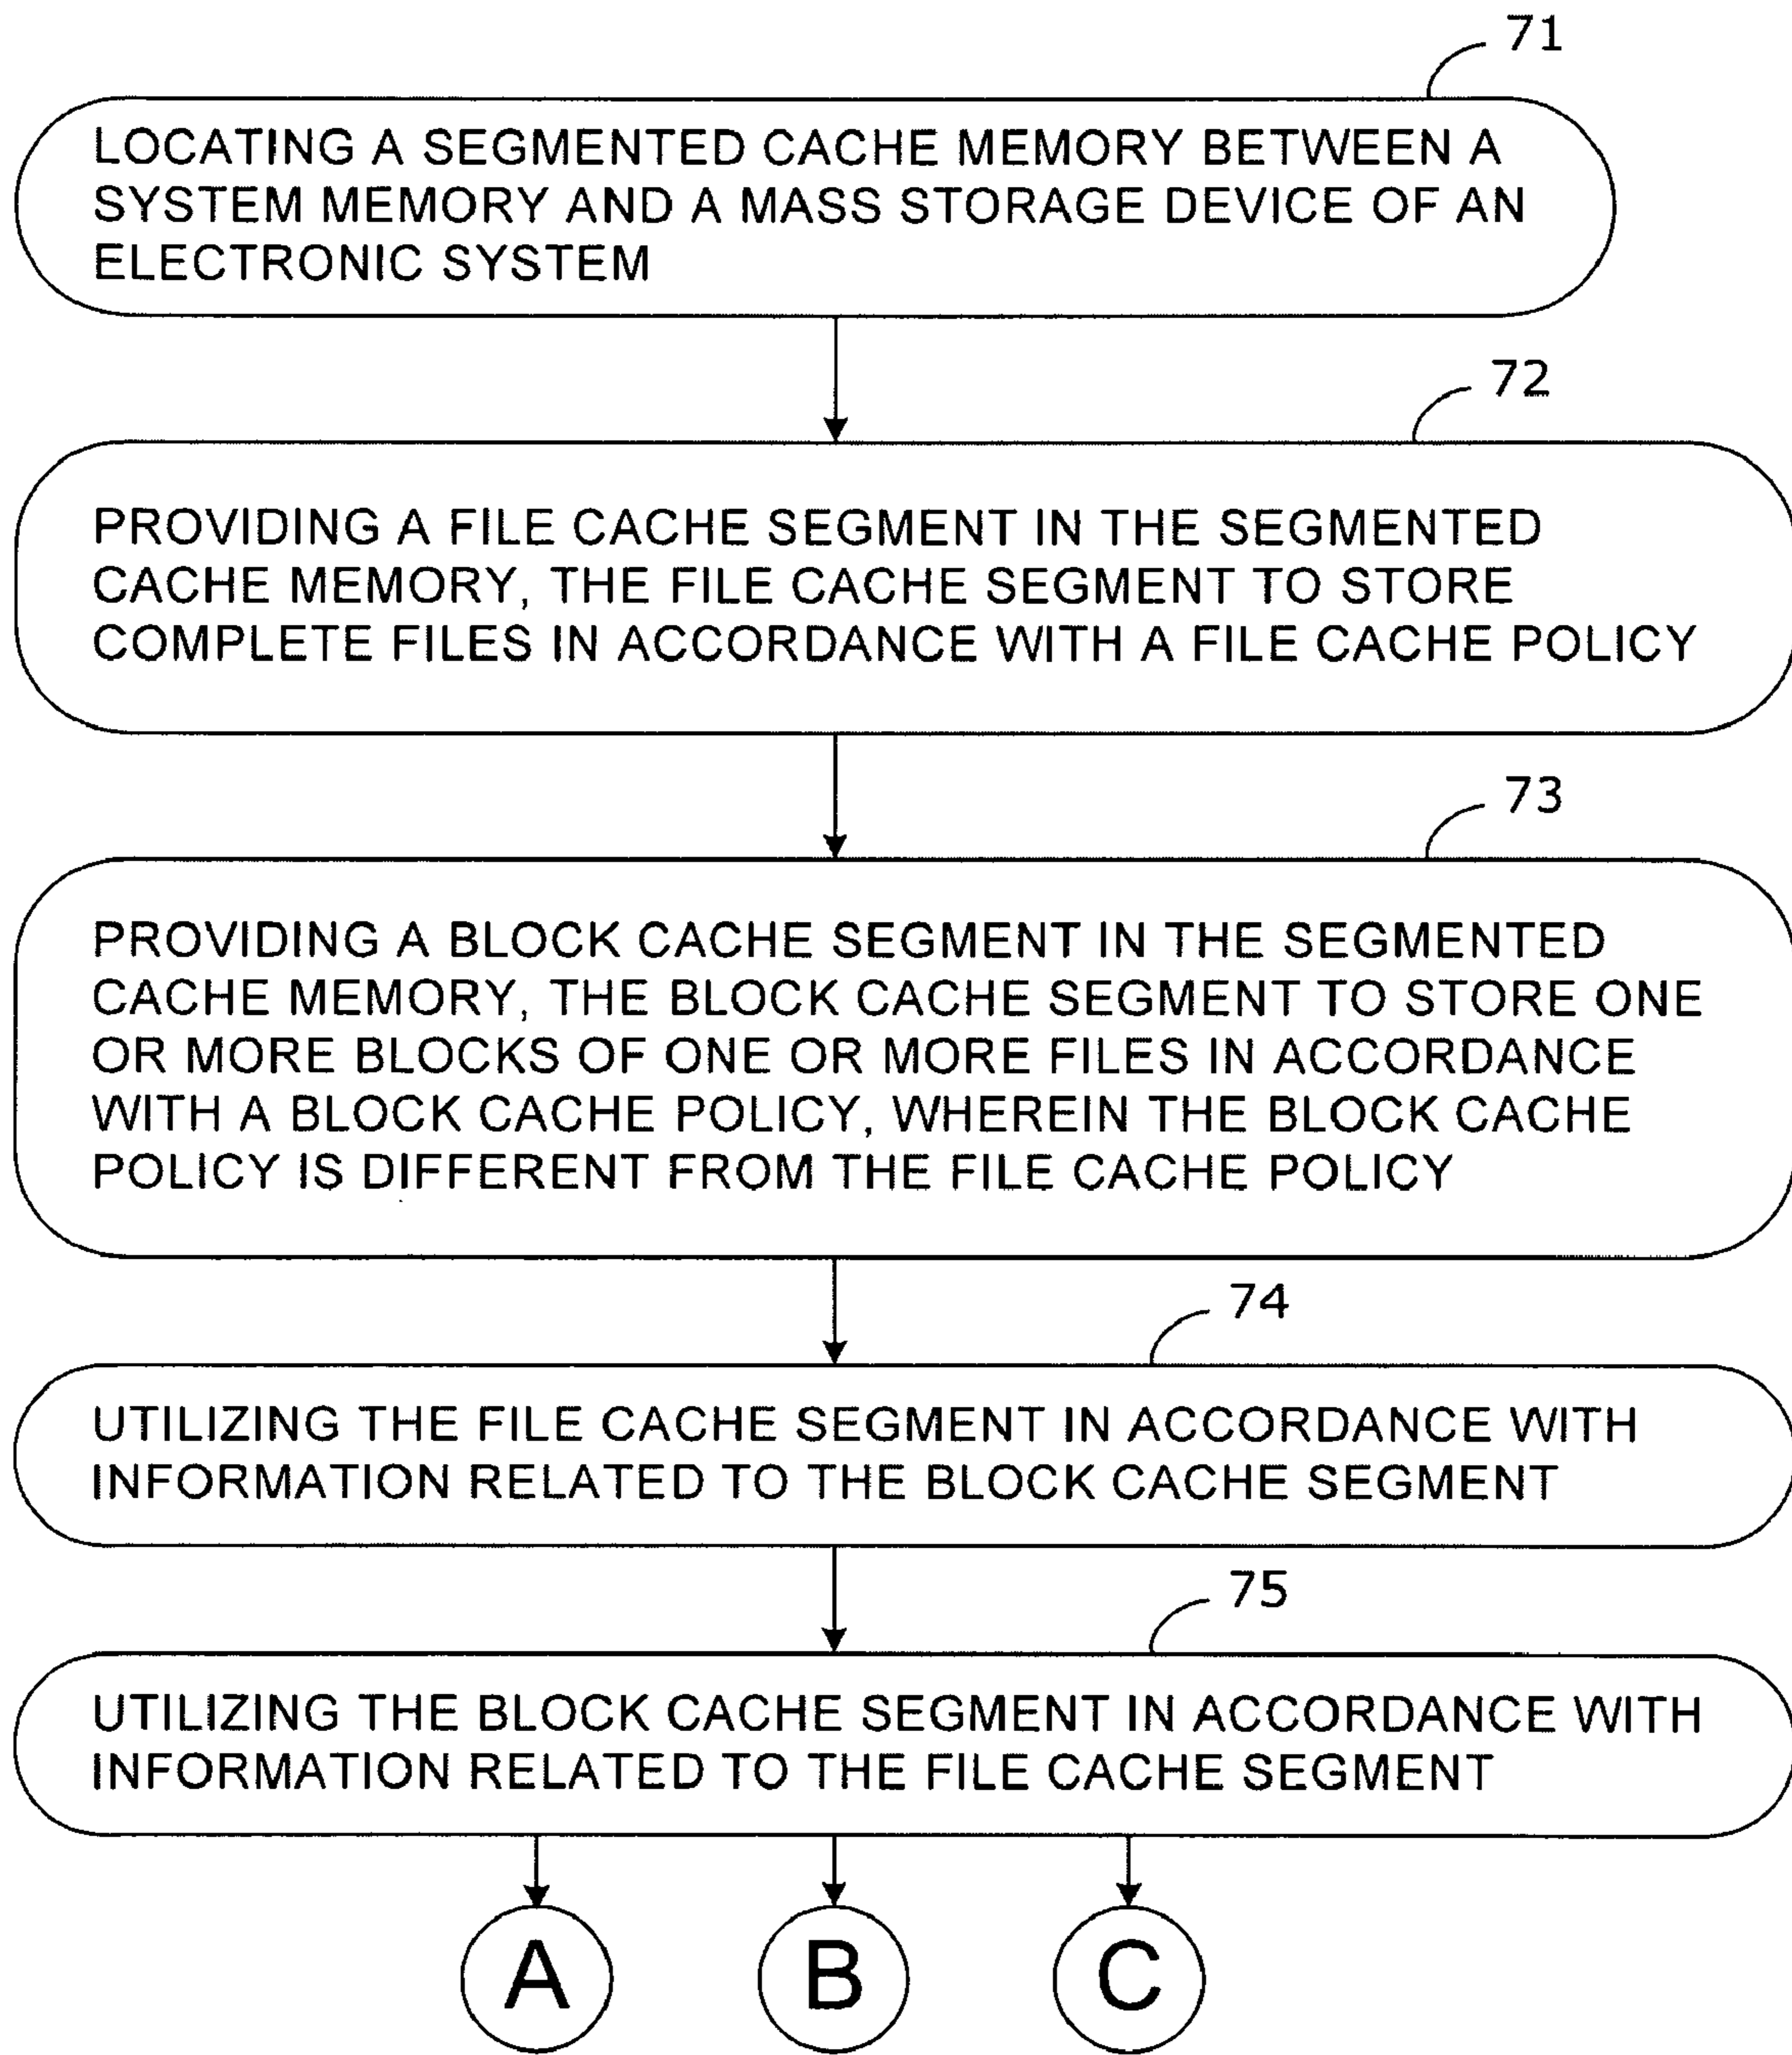 71
LOCATING A SEGMENTED CACHE MEMORY BETWEEN A
SYSTEM MEMORY AND A MASS STORAGE DEVICE OF AN
ELECTRONIC SYSTEM
72
PROVIDING A FILE CACHE SEGMENT IN THE SEGMENTED
CACHE MEMORY, THE FILE CACHE SEGMENT TO STORE
COMPLETE FILES IN ACCORDANCE WITH A FILE CACHE POLICY
73
PROVIDING A BLOCK CACHE SEGMENT IN THE SEGMENTED
CACHE MEMORY, THE BLOCK CACHE SEGMENT TO STORE ONE
OR MORE BLOCKS OF ONE OR MORE FILES IN ACCORDANCE
WITH A BLOCK CACHE POLICY, WHEREIN THE BLOCK CACHE
POLICY IS DIFFERENT FROM THE FILE CACHE POLICY
74
UTILIZING THE FILE CACHE SEGMENT IN ACCORDANCE WITH
INFORMATION RELATED TO THE BLOCK CACHE SEGMENT
75
UTILIZING THE BLOCK CACHE SEGMENT IN ACCORDANCE WITH
INFORMATION RELATED TO THE FILE CACHE SEGMENT
A B C